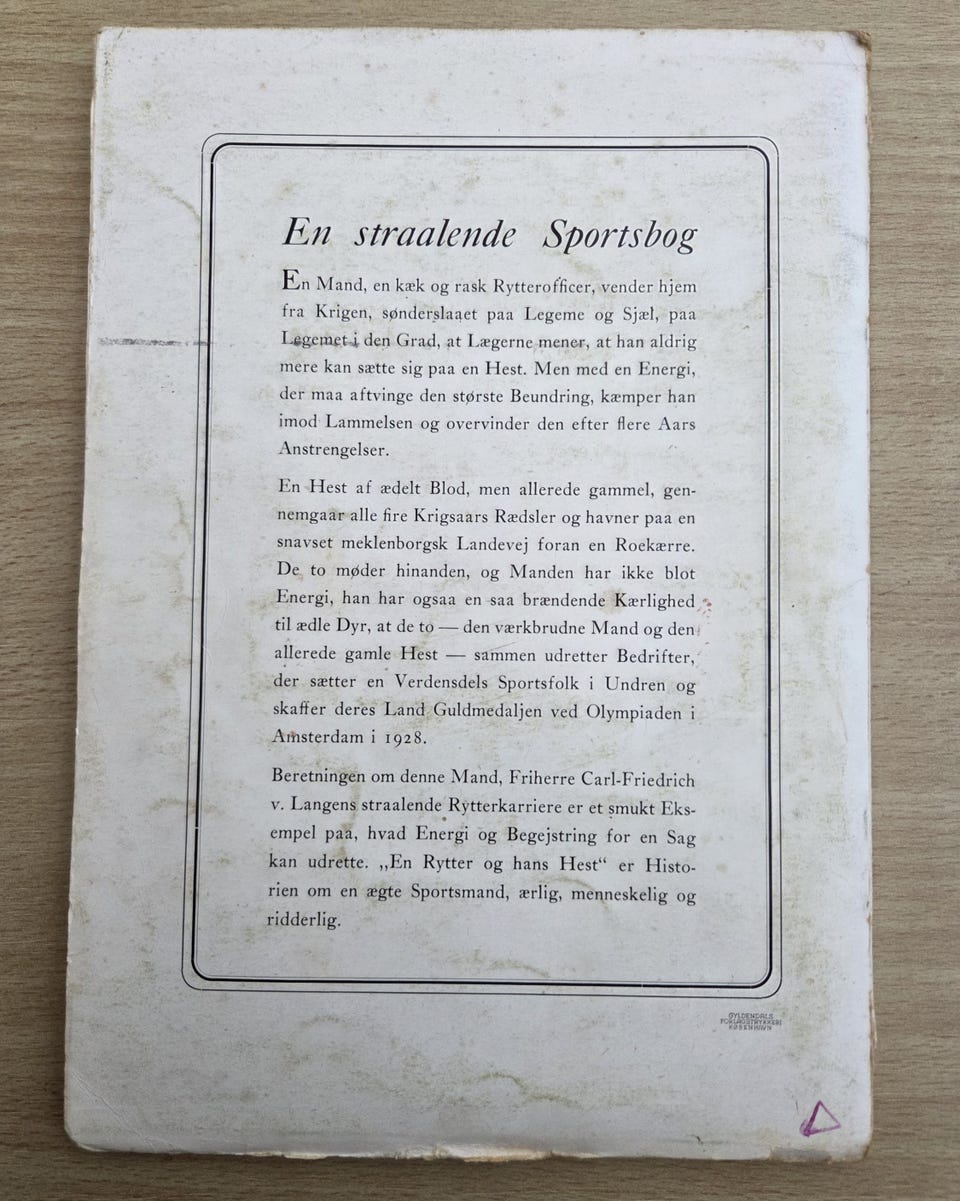 En straalende Sportsbog
En Mand, en kæk og rask Rytterofficer, vender hjem
fra Krigen, sønderslaaet paa Legeme og Sjæl, paa
Legemet i den Grad, at Lægerne mener, at han aldrig
mere kan sætte sig paa en Hest. Men med en Energi,
der maa aftvinge den største Beundring, kæmper han
imod Lammelsen og overvinder den efter flere Aars
Anstrengelser.
En Hest af ædelt Blod, men allerede gammel, gen-
nemgaar alle fire Krigsaars Rædsler og havner paa en
snavset meklenborgsk Landevej foran en Roekærre.
De to møder hinanden, og Manden har ikke blot
Energi, han har ogsaa en saa brændende Kærlighed
til ædle Dyr, at de to — den værkbrudne Mand og den
allerede gamle Hest — sammen udretter Bedrifter,
der sætter en Verdensdels Sportsfolk i Undren og
skaffer deres Land Guldmedaljen ved Olympiaden i
Amsterdam i 1928.
Beretningen om denne Mand, Friherre Carl-Friedrich
v. Langens straalende Rytterkarriere er et smukt Eks-
empel paa, hvad Energi og Begejstring for en Sag
kan udrette. „En Rytter og hans Hest“ er Histo-
rien om en ægte Sportsmand, ærlig, menneskelig og
ridderlig.
GYLDENDALS
FORLAGSTRYKKERI
KØBENHAVN